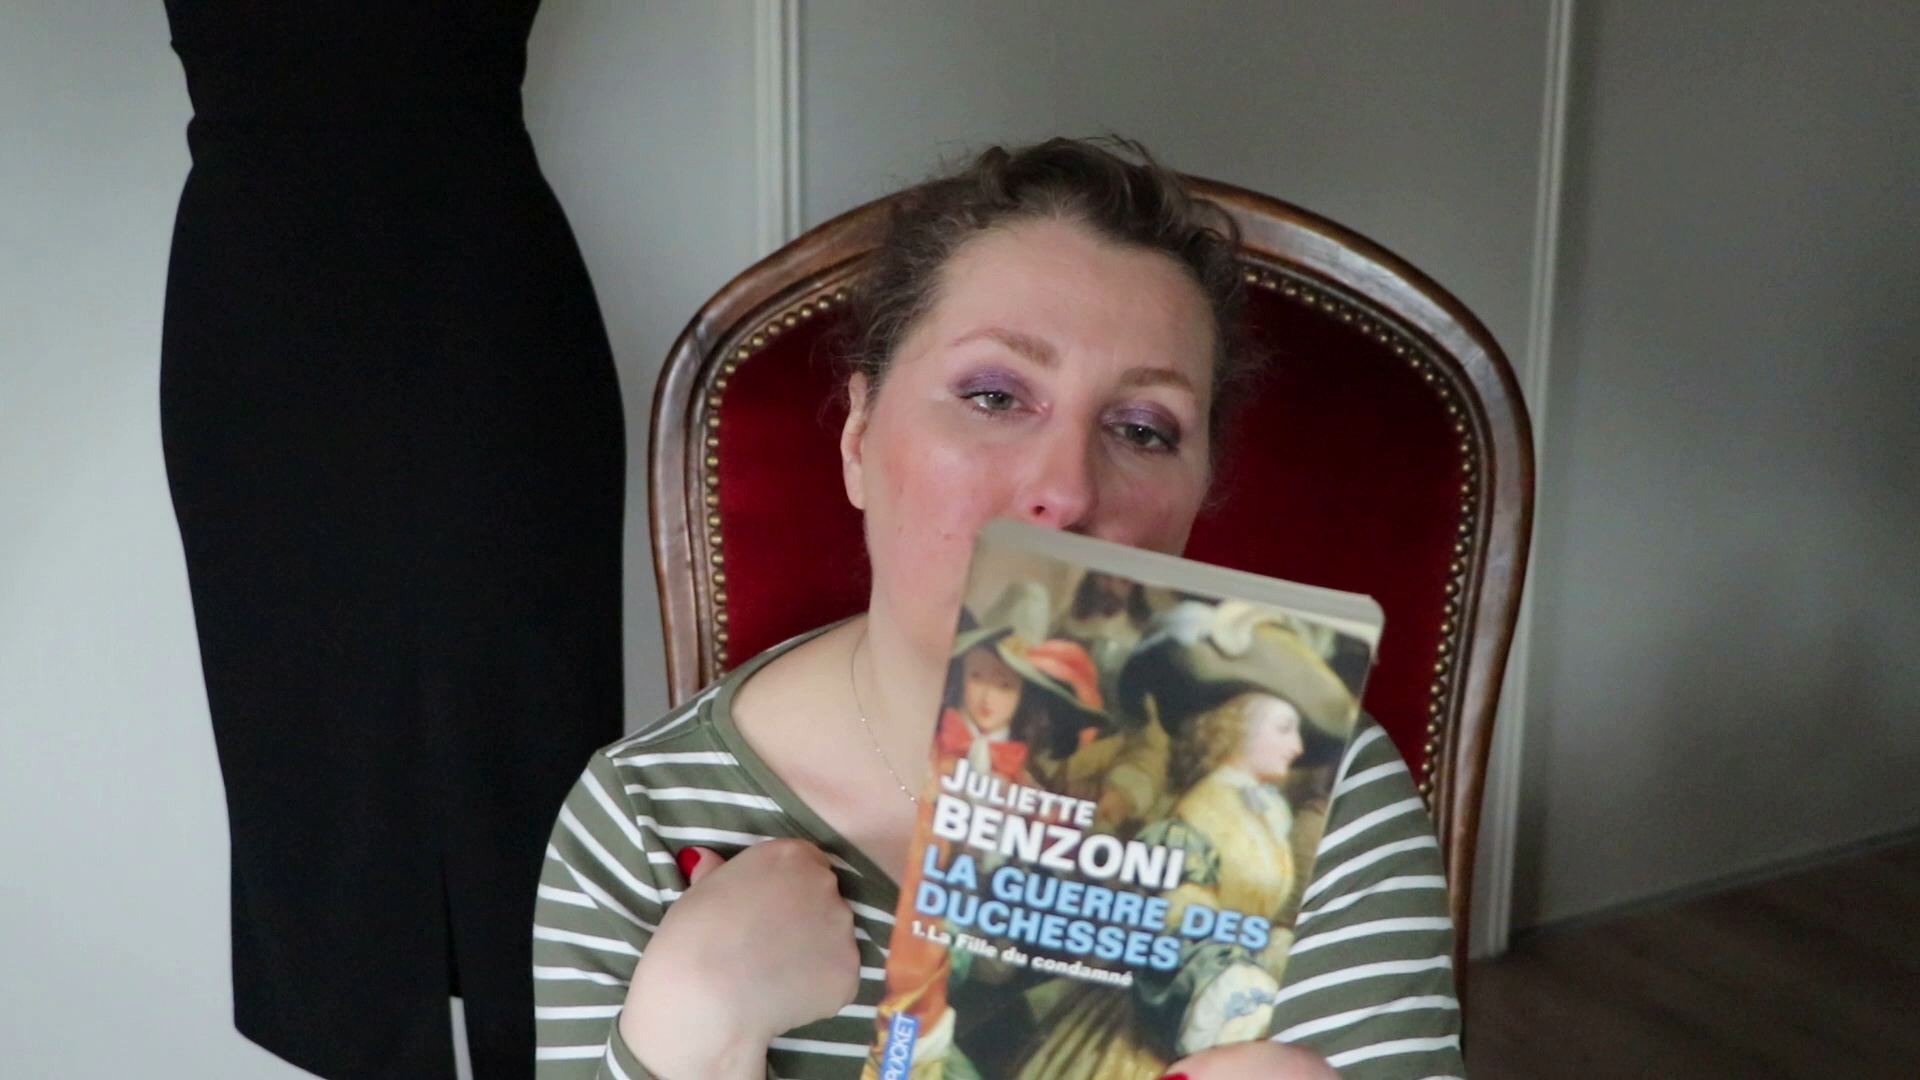 JULIETTE
BENZONI
LA GUERRE DES
DUCHESSES
1. La Fille du condamné
POCKET